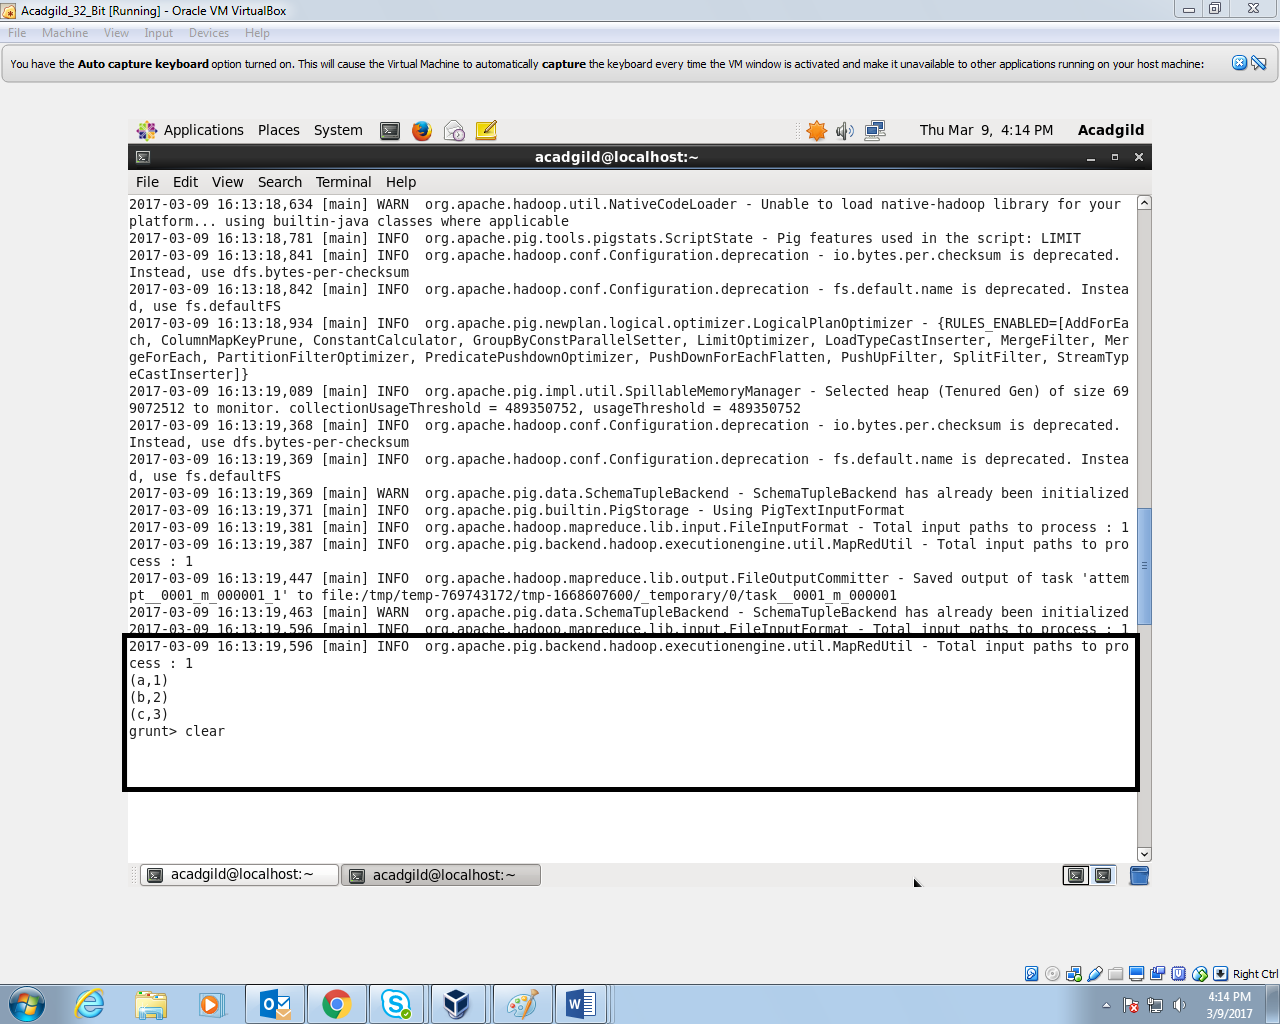 Acadgild_32_Bit [Running] - Oracle VM VirtualBox
File Machine View Input Devices Help
You have the Auto capture keyboard option turned on. This will cause the Virtual Machine to automatically capture the keyboard every time the VM window is activated and make it unavailable to other applications running on your host machine:
Applications Places System Thu Mar 9, 4:14 PM Acadgild
acadgild@localhost:~
File Edit View Search Terminal Help
2017-03-09 16:13:18,634 [main] WARN  org.apache.hadoop.util.NativeCodeLoader - Unable to load native-hadoop library for your
platform... using builtin-java classes where applicable
2017-03-09 16:13:18,781 [main] INFO  org.apache.pig.tools.pigstats.ScriptState - Pig features used in the script: LIMIT
2017-03-09 16:13:18,841 [main] INFO  org.apache.hadoop.conf.Configuration.deprecation - io.bytes.per.checksum is deprecated.
Instead, use dfs.bytes-per-checksum
2017-03-09 16:13:18,842 [main] INFO  org.apache.hadoop.conf.Configuration.deprecation - fs.default.name is deprecated. Instea
d, use fs.defaultFS
2017-03-09 16:13:18,934 [main] INFO  org.apache.pig.newplan.logical.optimizer.LogicalPlanOptimizer - {RULES_ENABLED=[AddForEa
ch, ColumnMapKeyPrune, ConstantCalculator, GroupByConstParallelSetter, LimitOptimizer, LoadTypeCastInserter, MergeFilter, Mer
geForEach, PartitionFilterOptimizer, PredicatePushdownOptimizer, PushDownForEachFlatten, PushUpFilter, SplitFilter, StreamTyp
eCastInserter]}
2017-03-09 16:13:19,089 [main] INFO  org.apache.pig.impl.util.SpillableMemoryManager - Selected heap (Tenured Gen) of size 69
9072512 to monitor. collectionUsageThreshold = 489350752, usageThreshold = 489350752
2017-03-09 16:13:19,368 [main] INFO  org.apache.hadoop.conf.Configuration.deprecation - io.bytes.per.checksum is deprecated.
Instead, use dfs.bytes-per-checksum
2017-03-09 16:13:19,369 [main] INFO  org.apache.hadoop.conf.Configuration.deprecation - fs.default.name is deprecated. Instea
d, use fs.defaultFS
2017-03-09 16:13:19,369 [main] WARN  org.apache.pig.data.SchemaTupleBackend - SchemaTupleBackend has already been initialized
2017-03-09 16:13:19,371 [main] INFO  org.apache.pig.builtin.PigStorage - Using PigTextInputFormat
2017-03-09 16:13:19,381 [main] INFO  org.apache.hadoop.mapreduce.lib.input.FileInputFormat - Total input paths to process : 1
2017-03-09 16:13:19,387 [main] INFO  org.apache.pig.backend.hadoop.executionengine.util.MapRedUtil - Total input paths to pro
cess : 1
2017-03-09 16:13:19,447 [main] INFO  org.apache.hadoop.mapreduce.lib.output.FileOutputCommitter - Saved output of task 'attem
pt__0001_m_000001_1' to file:/tmp/temp-769743172/tmp-1668607600/_temporary/0/task__0001_m_000001
2017-03-09 16:13:19,463 [main] WARN  org.apache.pig.data.SchemaTupleBackend - SchemaTupleBackend has already been initialized
2017-03-09 16:13:19,596 [main] INFO  org.apache.hadoop.mapreduce.lib.input.FileInputFormat - Total input paths to process : 1
2017-03-09 16:13:19,596 [main] INFO  org.apache.pig.backend.hadoop.executionengine.util.MapRedUtil - Total input paths to pro
cess : 1
(a,1)
(b,2)
(c,3)
grunt> clear
acadgild@localhost:~ acadgild@localhost:~
Right Ctrl
4:14 PM
3/9/2017